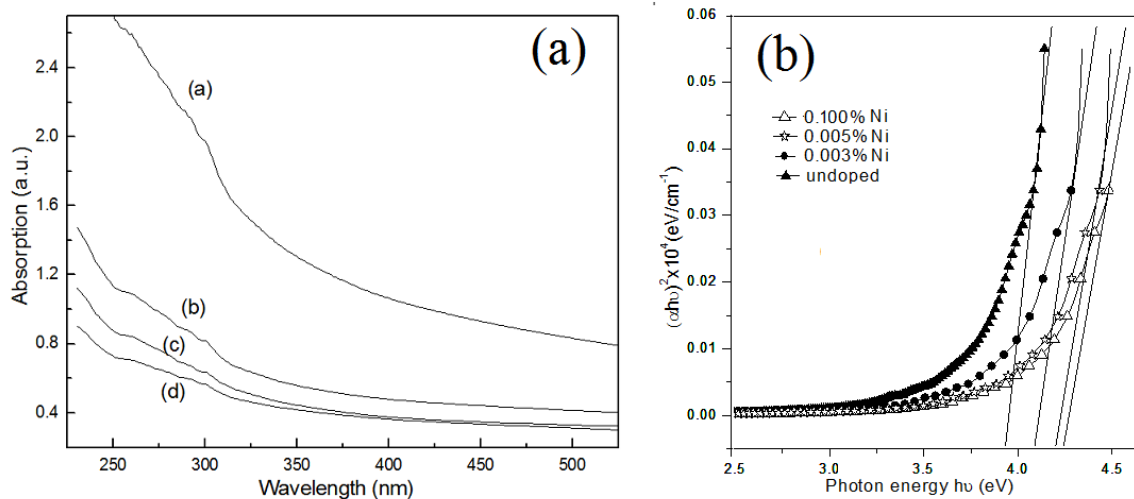 (a)
(a)
(b)
(c)
(d)
2.4
2.0
1.6
1.2
0.8
0.4
Absorption (a.u.)
250 300 350 400 450 500
Wavelength (nm)
(b)
0.100% Ni
0.005% Ni
0.003% Ni
undoped
0.06
0.05
0.04
0.03
0.02
0.01
0.00
(αhυ)²x10⁴(eV/cm⁻¹)
2.5 3.0 3.5 4.0 4.5
Photon energy hυ (eV)